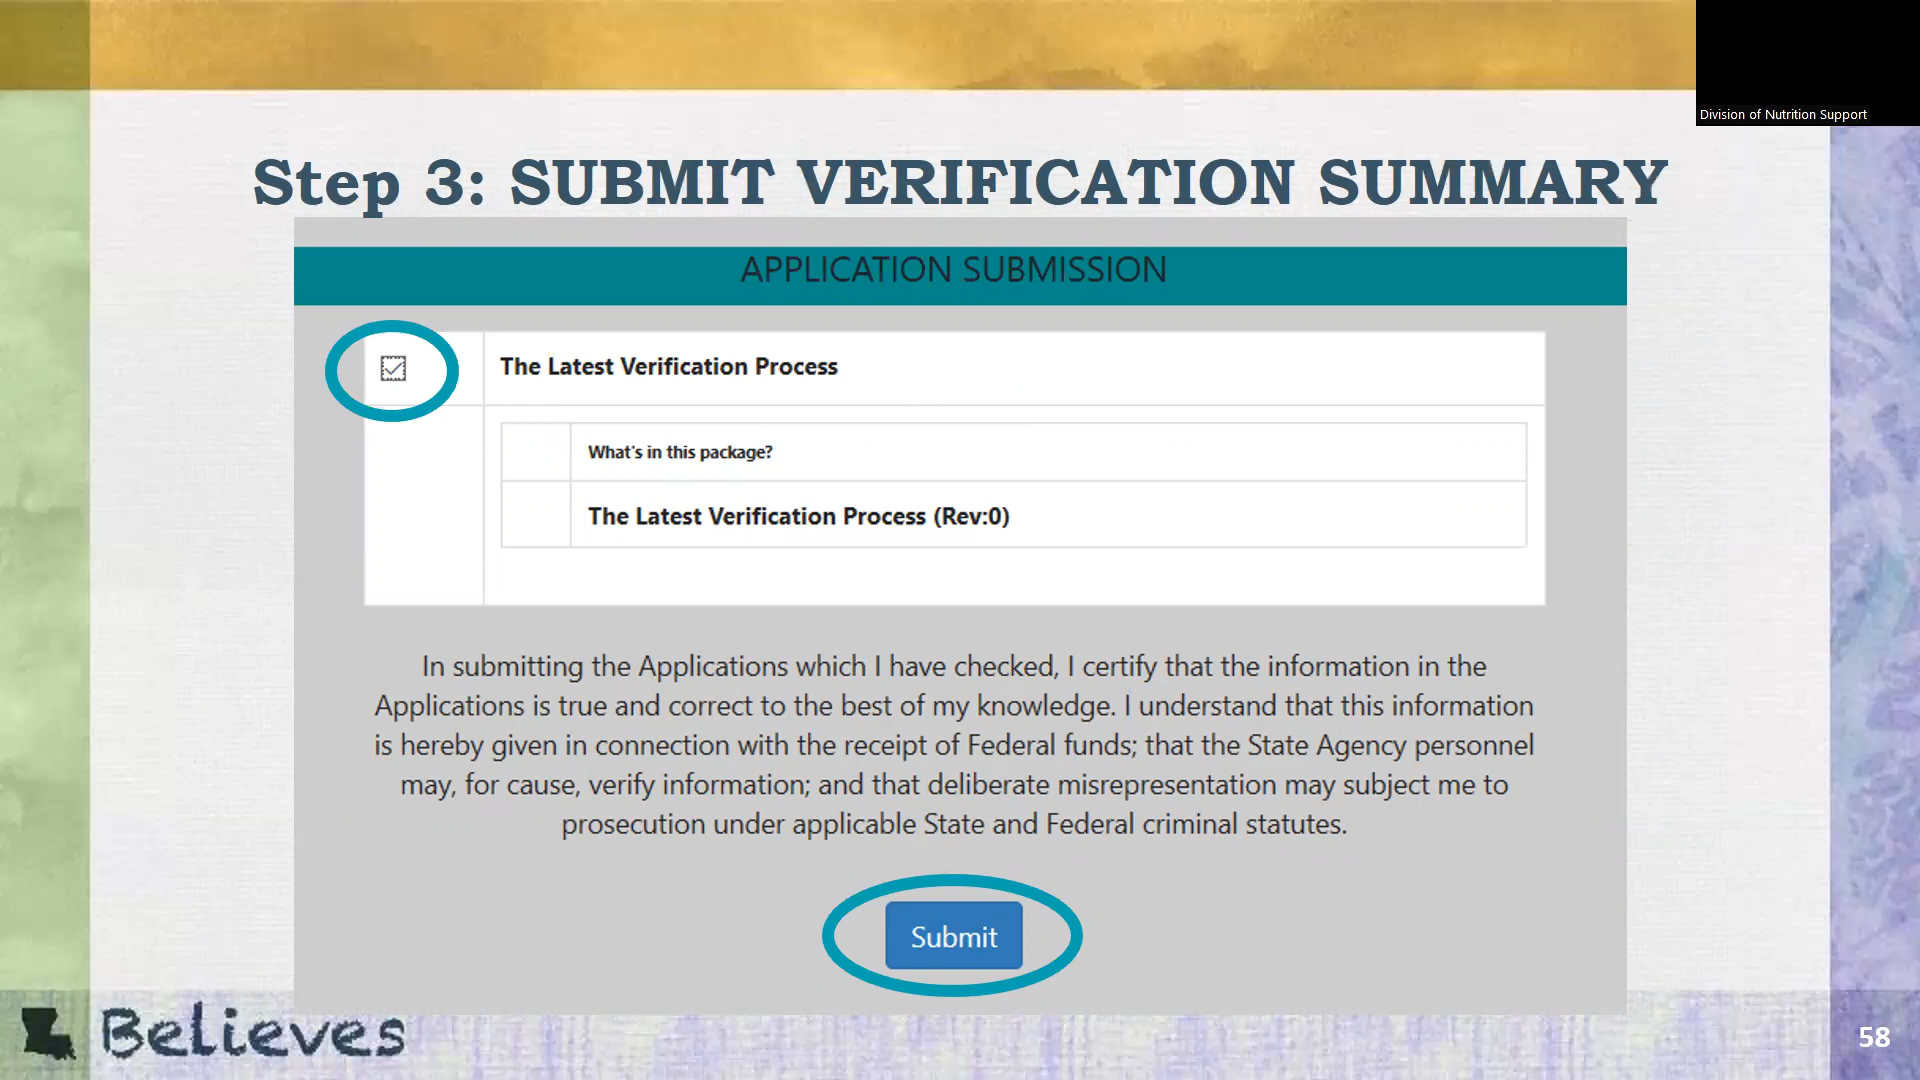 Division of Nutrition Support
Step 3: SUBMIT VERIFICATION SUMMARY
APPLICATION SUBMISSION
The Latest Verification Process
What's in this package?
The Latest Verification Process (Rev:0)
In submitting the Applications which I have checked, I certify that the information in the
Applications is true and correct to the best of my knowledge. I understand that this information
is hereby given in connection with the receipt of Federal funds; that the State Agency personnel
may, for cause, verify information; and that deliberate misrepresentation may subject me to
prosecution under applicable State and Federal criminal statutes.
Submit
Believes
58